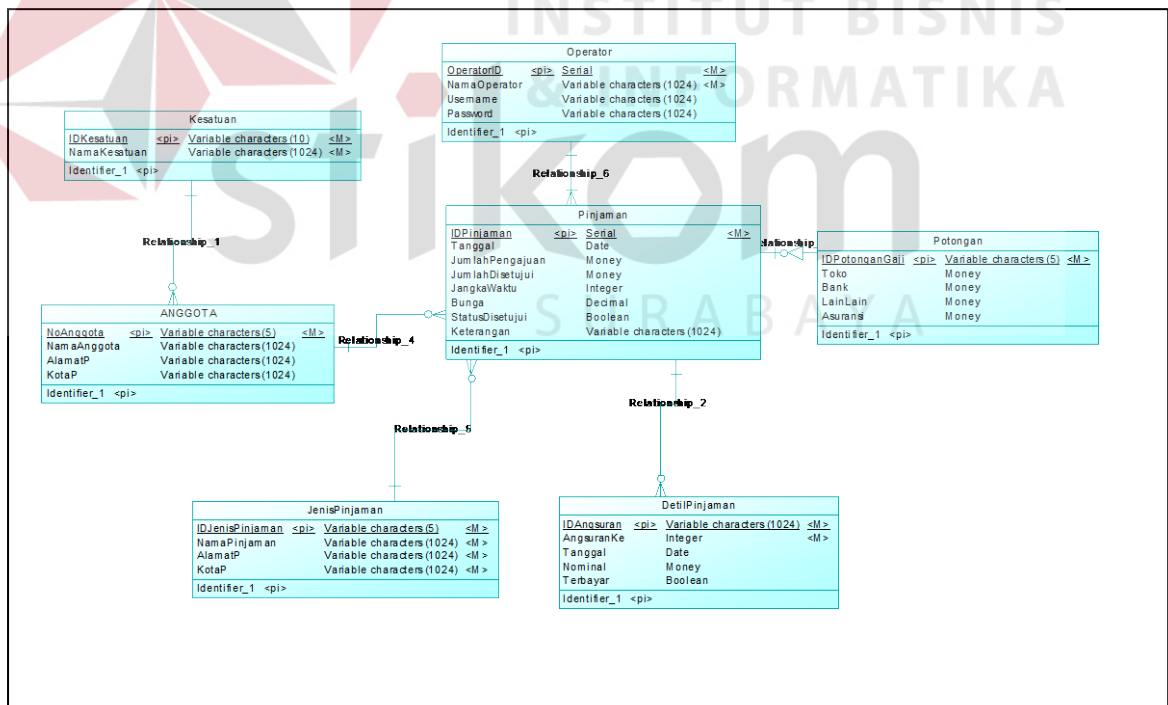 INSTITUT BISNIS
& INFORMATIKA
stikom
SURABAYA
Operator
OperatorID <pi> Serial <M>
NamaOperator Variable characters (1024) <M>
Username Variable characters (1024)
Password Variable characters (1024)
Identifier_1 <pi>
Kesatuan
IDKesatuan <pi> Variable characters (10) <M>
NamaKesatuan Variable characters (1024) <M>
Identifier_1 <pi>
Relationship_6
Relationship_1
Pinjaman
IDPinjaman <pi> Serial <M>
Tanggal Date
JumlahPengajuan Money
JumlahDisetujui Money
JangkaWaktu Integer
Bunga Decimal
StatusDisetujui Boolean
Keterangan Variable characters (1024)
Identifier_1 <pi>
Potongan
IDPotonganGaji <pi> Variable characters (5) <M>
Toko Money
Bank Money
LainLain Money
Asuransi Money
Identifier_1 <pi>
ANGGOTA
NoAnggota <pi> Variable characters (5) <M>
NamaAnggota Variable characters (1024)
AlamatP Variable characters (1024)
KotaP Variable characters (1024)
Identifier_1 <pi>
Relationship_4
Relationship_2
Relationship_5
JenisPinjaman
IDJenisPinjaman <pi> Variable characters (5) <M>
NamaPinjaman Variable characters (1024) <M>
AlamatP Variable characters (1024) <M>
KotaP Variable characters (1024) <M>
Identifier_1 <pi>
DetilPinjaman
IDAngsuran <pi> Variable characters (1024) <M>
AngsuranKe Integer <M>
Tanggal Date
Nominal Money
Terbayar Boolean
Identifier_1 <pi>